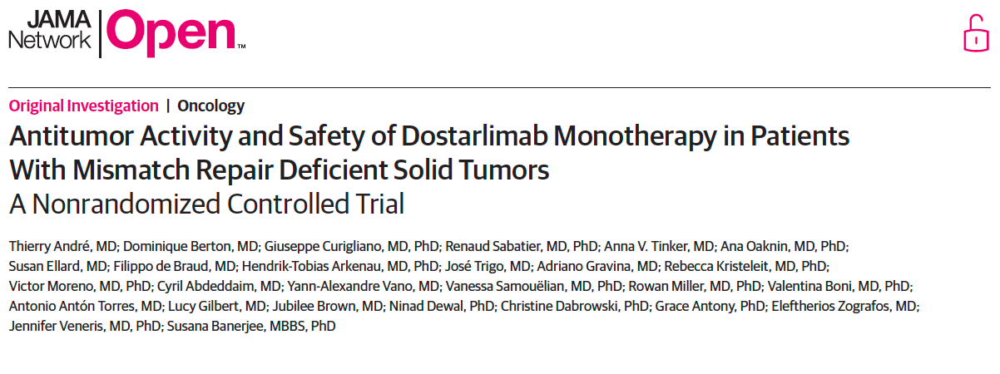 JAMA
Network | Open™
Original Investigation | Oncology
Antitumor Activity and Safety of Dostarlimab Monotherapy in Patients
With Mismatch Repair Deficient Solid Tumors
A Nonrandomized Controlled Trial
Thierry André, MD; Dominique Berton, MD; Giuseppe Curigliano, MD, PhD; Renaud Sabatier, MD, PhD; Anna V. Tinker, MD; Ana Oaknin, MD, PhD;
Susan Ellard, MD; Filippo de Braud, MD; Hendrik-Tobias Arkenau, MD, PhD; José Trigo, MD; Adriano Gravina, MD; Rebecca Kristeleit, MD, PhD;
Victor Moreno, MD, PhD; Cyril Abdeddaim, MD; Yann-Alexandre Vano, MD; Vanessa Samouëlian, MD, PhD; Rowan Miller, MD, PhD; Valentina Boni, MD, PhD;
Antonio Antón Torres, MD; Lucy Gilbert, MD; Jubilee Brown, MD; Ninad Dewal, PhD; Christine Dabrowski, PhD; Grace Antony, PhD; Eleftherios Zografos, MD;
Jennifer Veneris, MD, PhD; Susana Banerjee, MBBS, PhD